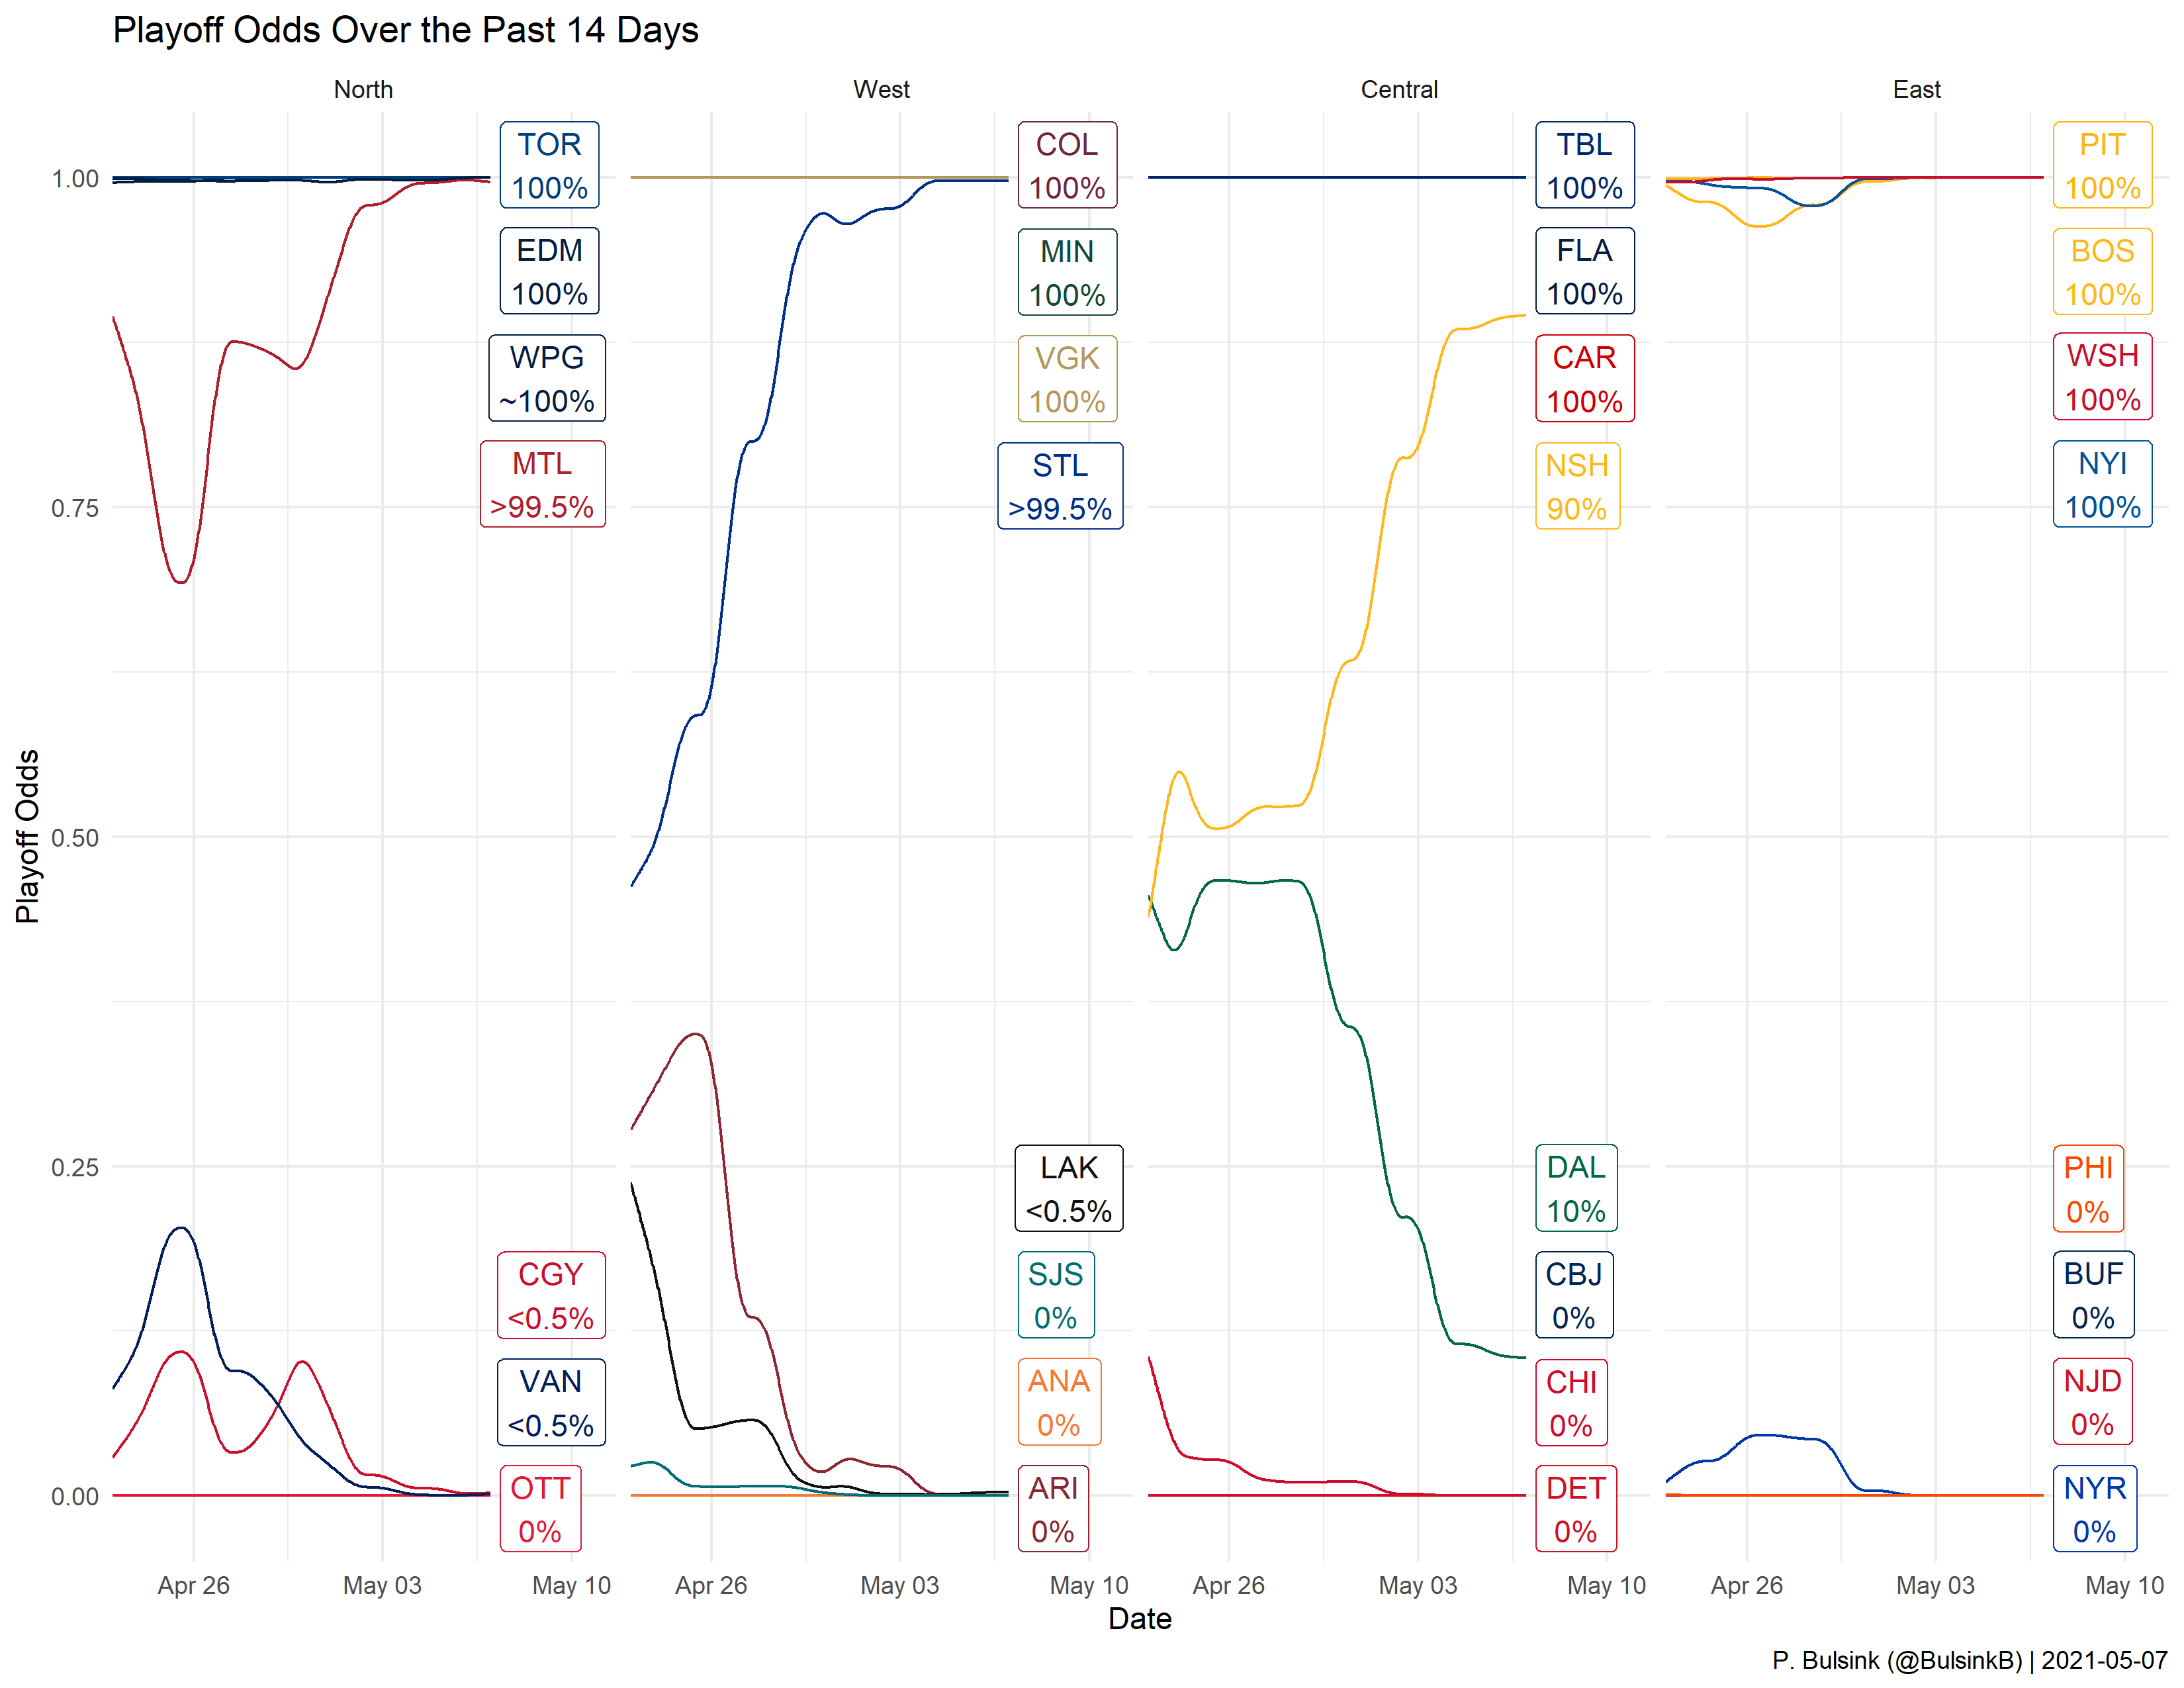 Playoff Odds Over the Past 14 Days
North
West
Central
East
Playoff Odds
1.00
0.75
0.50
0.25
0.00
TOR
100%
EDM
100%
WPG
~100%
MTL
>99.5%
CGY
<0.5%
VAN
<0.5%
OTT
0%
COL
100%
MIN
100%
VGK
100%
STL
>99.5%
LAK
<0.5%
SJS
0%
ANA
0%
ARI
0%
TBL
100%
FLA
100%
CAR
100%
NSH
90%
DAL
10%
CBJ
0%
CHI
0%
DET
0%
PIT
100%
BOS
100%
WSH
100%
NYI
100%
PHI
0%
BUF
0%
NJD
0%
NYR
0%
Apr 26 May 03 May 10
Apr 26 May 03 May 10
Apr 26 May 03 May 10
Apr 26 May 03 May 10
Date
P. Bulsink (@BulsinkB) | 2021-05-07